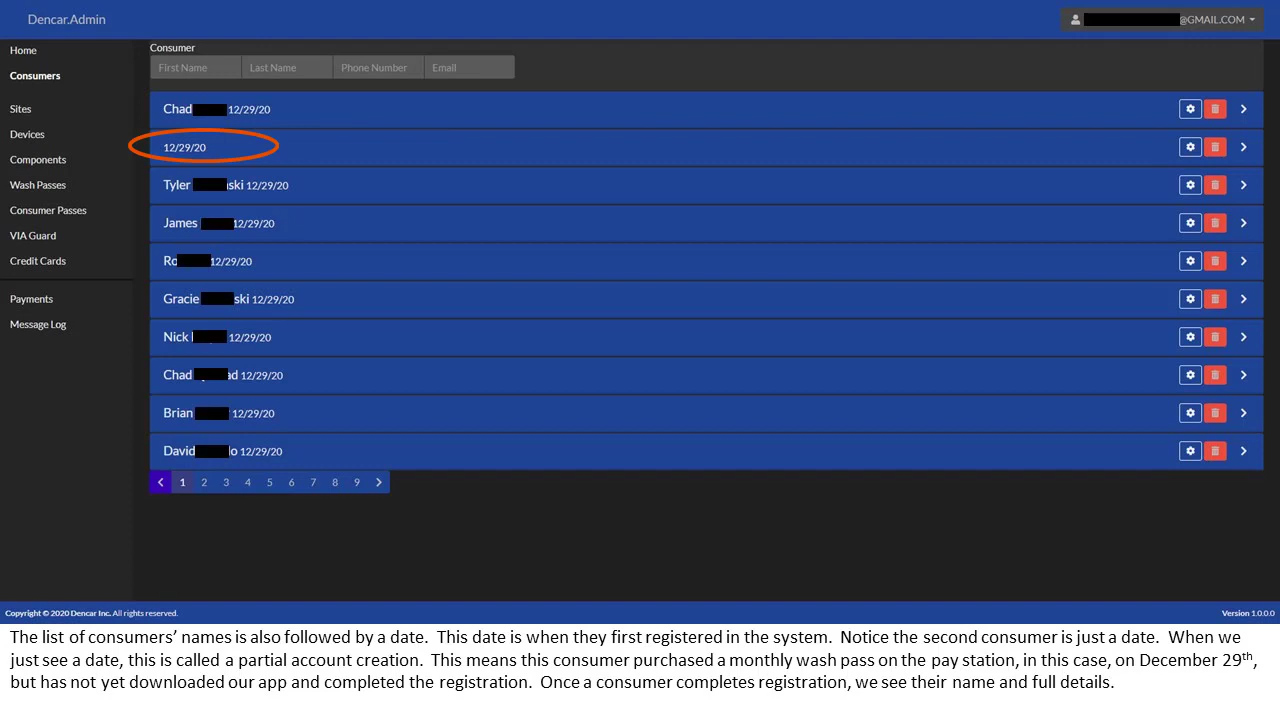 Dencar.Admin
@GMAIL.COM
Home
Consumers
Sites
Devices
Components
Wash Passes
Consumer Passes
VIA Guard
Credit Cards
Payments
Message Log
Consumer
First Name Last Name Phone Number Email
Chad 12/29/20
12/29/20
Tyler ski 12/29/20
James 12/29/20
Ro 12/29/20
Gracie ski 12/29/20
Nick 12/29/20
Chad ad 12/29/20
Brian 12/29/20
David o 12/29/20
1 2 3 4 5 6 7 8 9
Copyright © 2020 Dencar Inc. All rights reserved.
Version 1.0.0.0
The list of consumers’ names is also followed by a date. This date is when they first registered in the system. Notice the second consumer is just a date. When we
just see a date, this is called a partial account creation. This means this consumer purchased a monthly wash pass on the pay station, in this case, on December 29th,
but has not yet downloaded our app and completed the registration. Once a consumer completes registration, we see their name and full details.